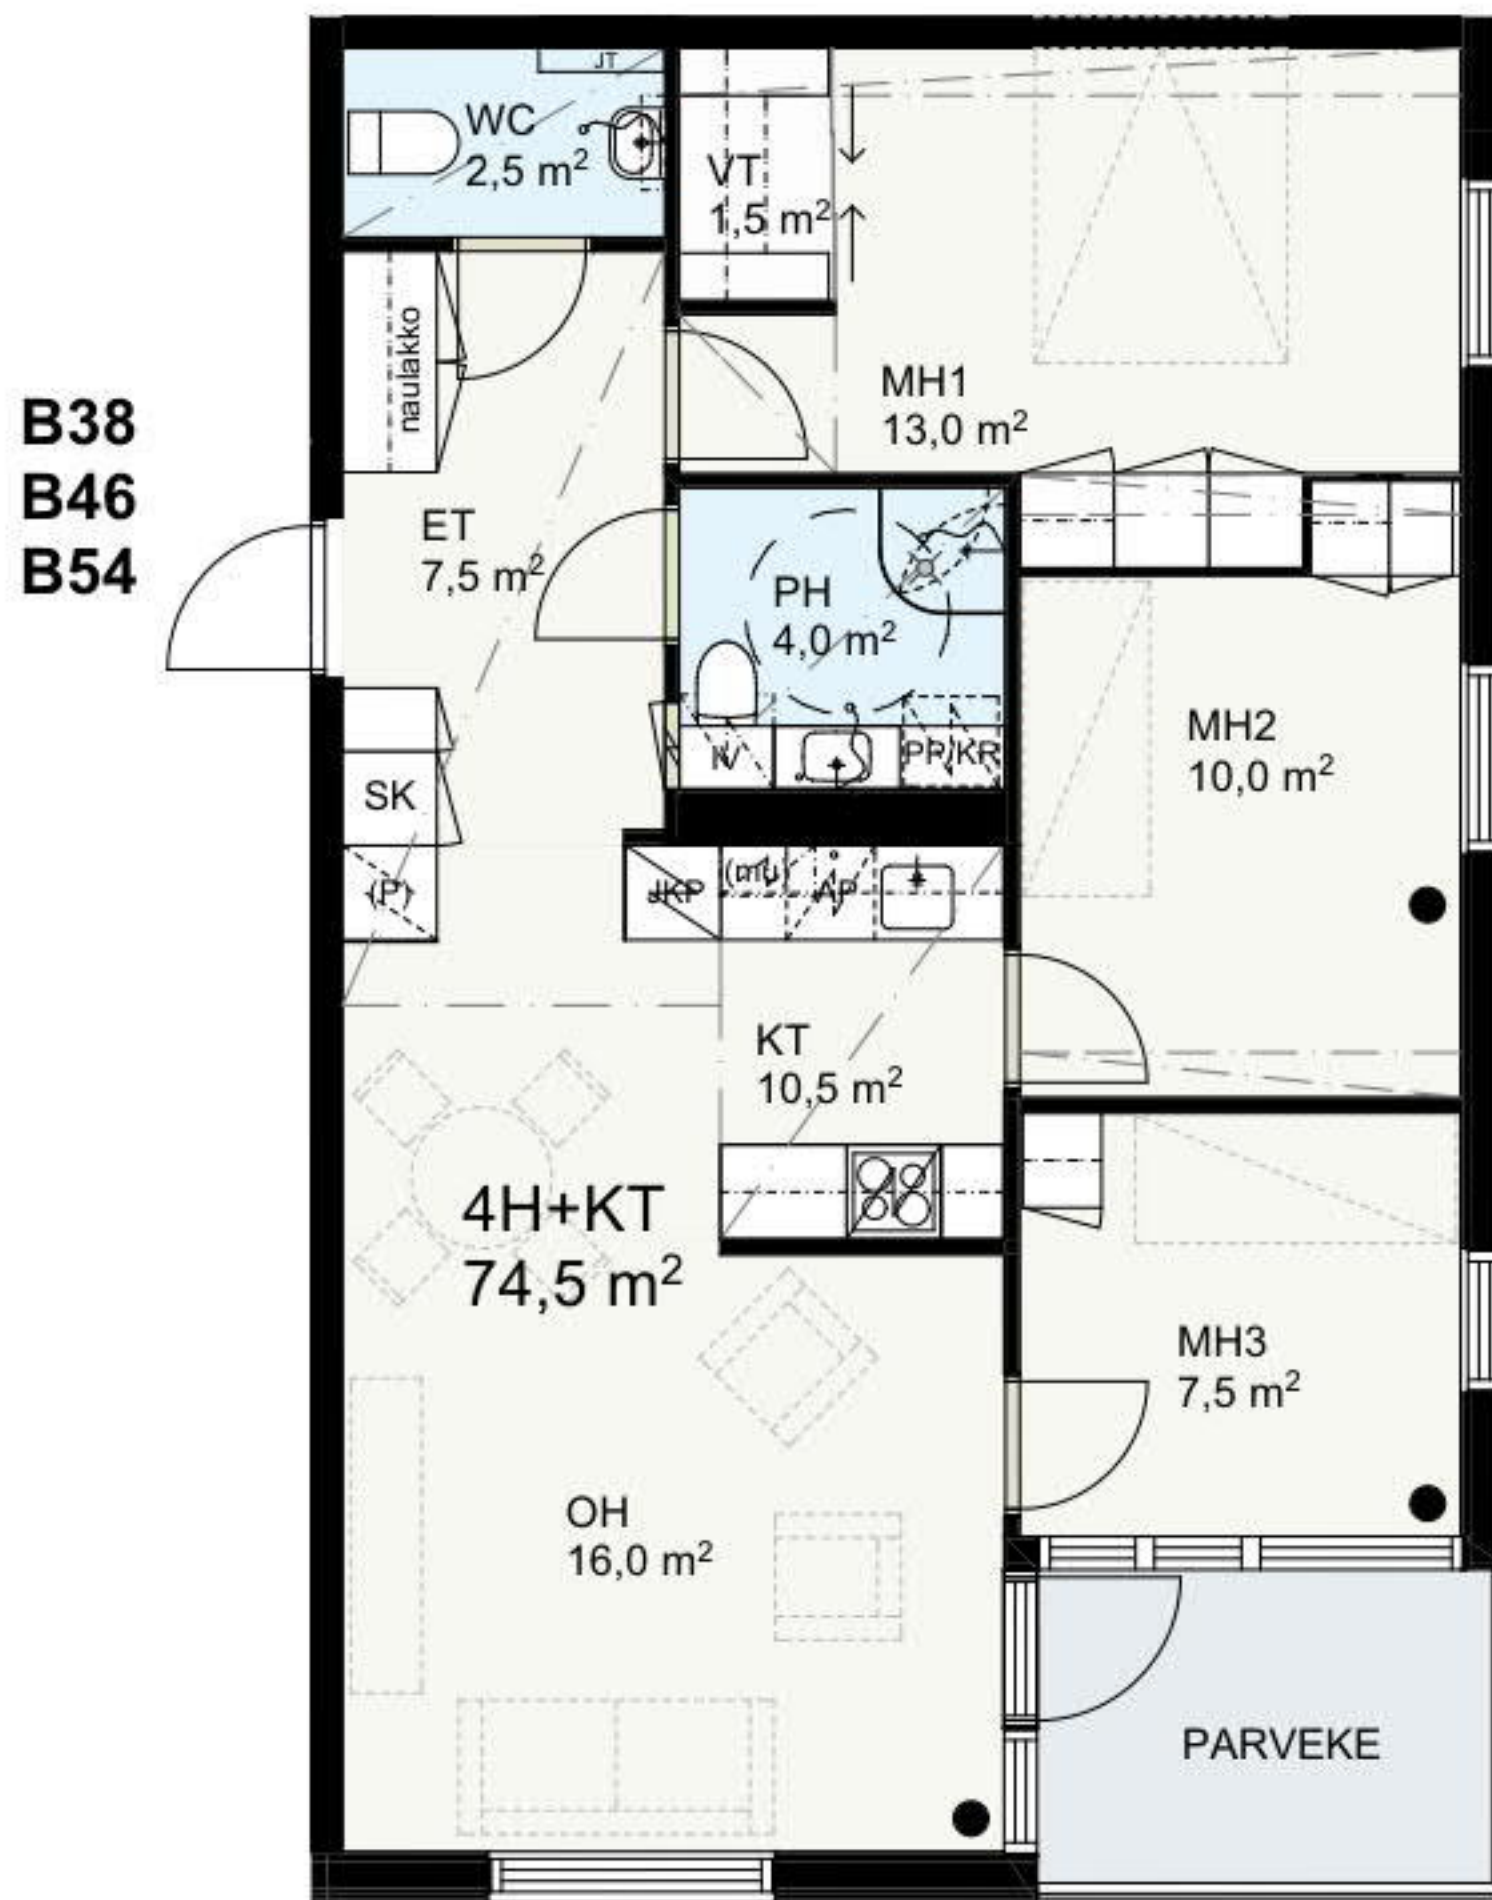 JT
WC
2,5 m²
VT
1,5 m²
naulakko
MH1
13,0 m²
B38
B46
B54
ET
7,5 m²
PH
4,0 m²
MH2
10,0 m²
IV
PR/KR
SK
(P)
JKP
(mu)
AP
KT
10,5 m²
4H+KT
74,5 m²
MH3
7,5 m²
OH
16,0 m²
PARVEKE